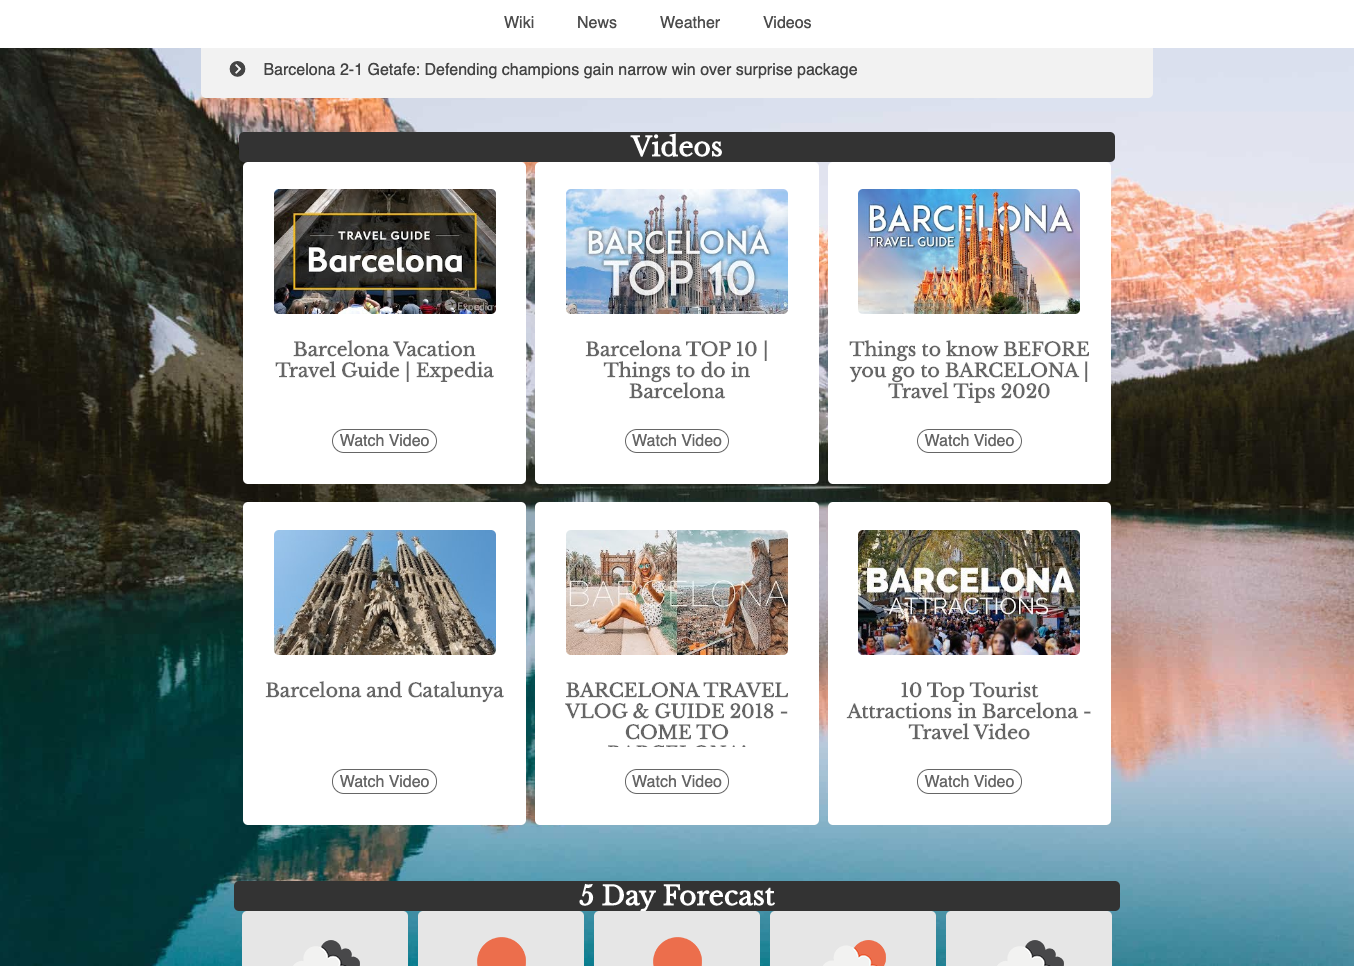 Wiki News Weather Videos
Barcelona 2-1 Getafe: Defending champions gain narrow win over surprise package
Videos
TRAVEL GUIDE
Barcelona
Expedia
BARCELONA
TOP 10
BARCELONA
TRAVEL GUIDE
Barcelona Vacation
Travel Guide | Expedia
Barcelona TOP 10 |
Things to do in
Barcelona
Things to know BEFORE
you go to BARCELONA |
Travel Tips 2020
Watch Video
Watch Video
Watch Video
BARCELONA
BARCELONA
ATTRACTIONS
Barcelona and Catalunya
BARCELONA TRAVEL
VLOG & GUIDE 2018 -
COME TO
10 Top Tourist
Attractions in Barcelona -
Travel Video
Watch Video
Watch Video
Watch Video
5 Day Forecast